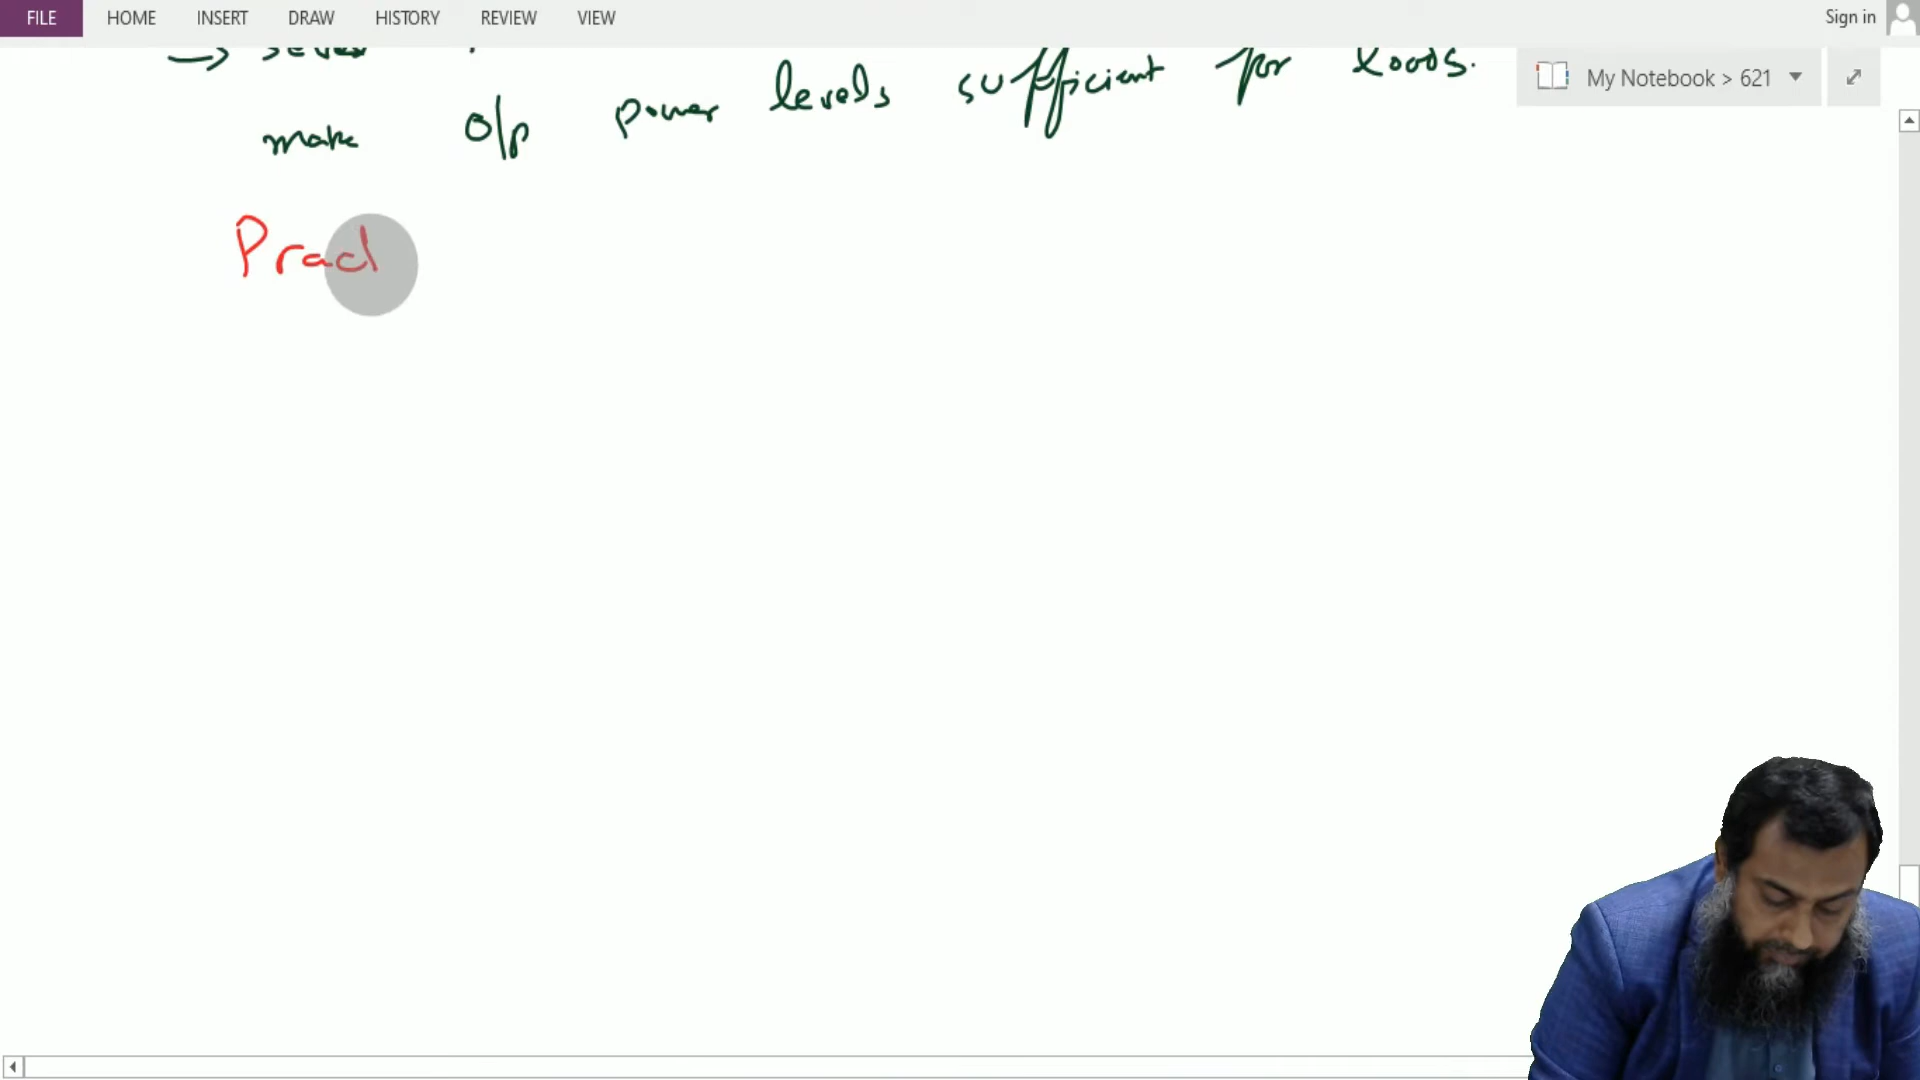 FILE HOME INSERT DRAW HISTORY REVIEW VIEW Sign in
My Notebook > 621
→
make o/p power levels sufficient for loads.
Prac